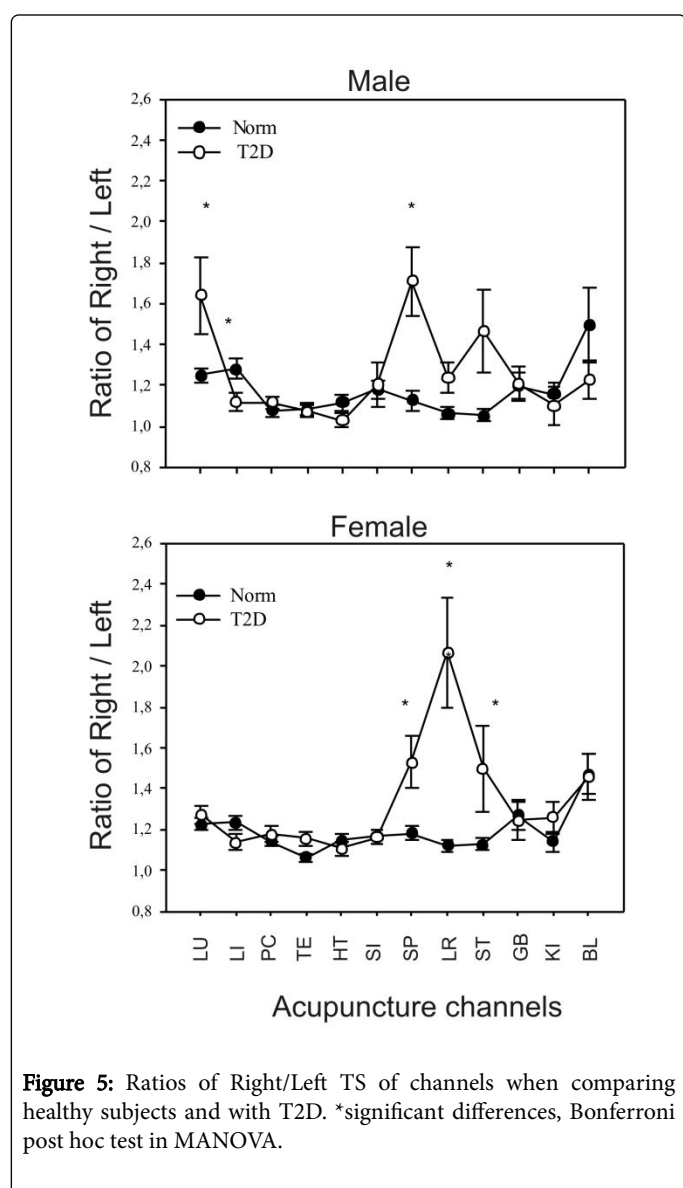 Male
2,6
2,4
2,2
2,0
1,8
1,6
1,4
1,2
1,0
0,8
Ratio of Right / Left
Norm
T2D
*
*
*
Female
2,6
2,4
2,2
2,0
1,8
1,6
1,4
1,2
1,0
0,8
Ratio of Right / Left
Norm
T2D
*
*
*
*
LU
LI
PC
TE
HT
SI
SP
LR
ST
GB
KI
BL
Acupuncture channels
Figure 5: Ratios of Right/Left TS of channels when comparing
healthy subjects and with T2D. *significant differences, Bonferroni
post hoc test in MANOVA.